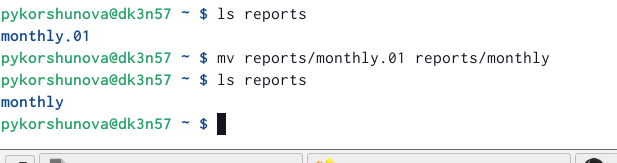 pykorshunova@dk3n57 ~ $ ls reports
monthly.01
pykorshunova@dk3n57 ~ $ mv reports/monthly.01 reports/monthly
pykorshunova@dk3n57 ~ $ ls reports
monthly
pykorshunova@dk3n57 ~ $